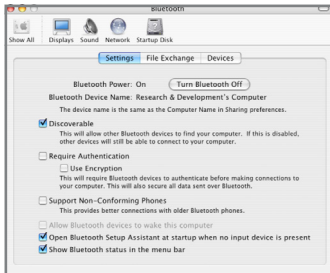 Bluetooth
Show All Displays Sound Network Startup Disk
Settings File Exchange Devices
Bluetooth Power: On Turn Bluetooth Off
Bluetooth Device Name: Research & Development's Computer
The device name is the same as the Computer Name in Sharing preferences.
Discoverable
This will allow other Bluetooth devices to find your computer. If this is disabled,
other devices will still be able to connect to your computer.
Require Authentication
Use Encryption
This will require Bluetooth devices to authenticate before making connections to
your computer. This will also secure all data sent over Bluetooth.
Support Non-Conforming Phones
This provides better connections with older Bluetooth phones.
Allow Bluetooth devices to wake this computer
Open Bluetooth Setup Assistant at startup when no input device is present
Show Bluetooth status in the menu bar